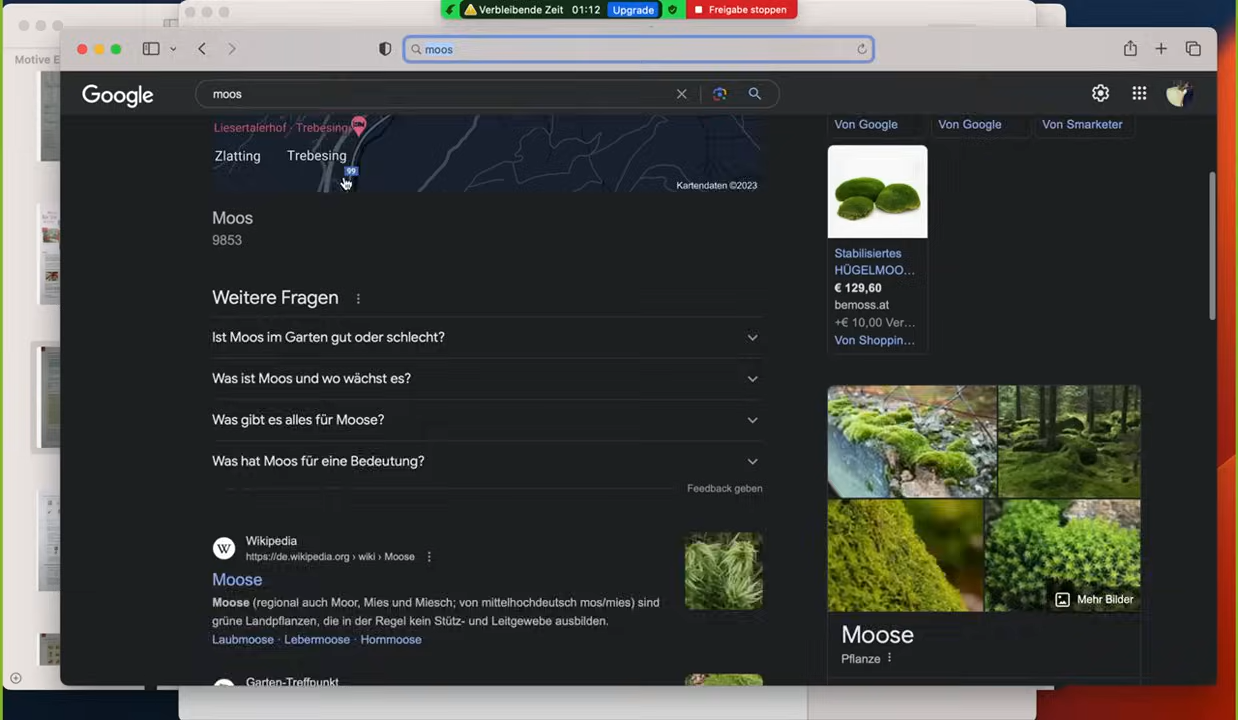 Verbleibende Zeit 01:12 Upgrade Freigabe stoppen
moos
Motive E
Google moos
Liesertalerhof · Trebesing
Zlatting Trebesing
99
Kartendaten ©2023
Moos
9853
Weitere Fragen
Ist Moos im Garten gut oder schlecht?
Was ist Moos und wo wächst es?
Was gibt es alles für Moose?
Was hat Moos für eine Bedeutung?
Feedback geben
W Wikipedia
https://de.wikipedia.org › wiki › Moose
Moose
Moose (regional auch Moor, Mies und Miesch; von mittelhochdeutsch mos/mies) sind
grüne Landpflanzen, die in der Regel kein Stütz- und Leitgewebe ausbilden.
Laubmoose · Lebermoose · Hornmoose
Garten-Treffpunkt
Von Google Von Google Von Smarketer
Stabilisiertes
HÜGELMOO...
€ 129,60
bemoss.at
+€ 10,00 Ver...
Von Shoppin...
Mehr Bilder
Moose
Pflanze